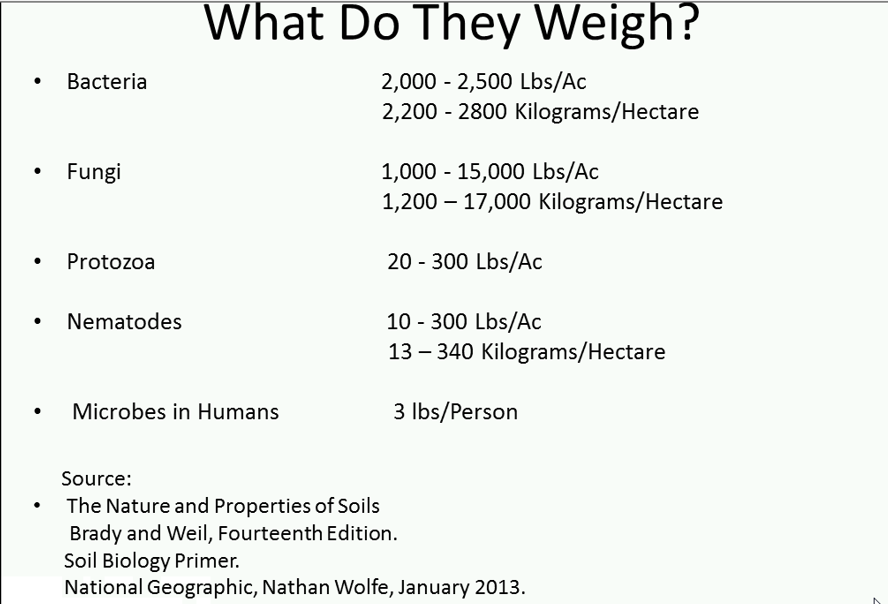 What Do They Weigh?
• Bacteria 2,000 - 2,500 Lbs/Ac
2,200 - 2800 Kilograms/Hectare
• Fungi 1,000 - 15,000 Lbs/Ac
1,200 – 17,000 Kilograms/Hectare
• Protozoa 20 - 300 Lbs/Ac
• Nematodes 10 - 300 Lbs/Ac
13 – 340 Kilograms/Hectare
• Microbes in Humans 3 lbs/Person
Source:
• The Nature and Properties of Soils
Brady and Weil, Fourteenth Edition.
Soil Biology Primer.
National Geographic, Nathan Wolfe, January 2013.